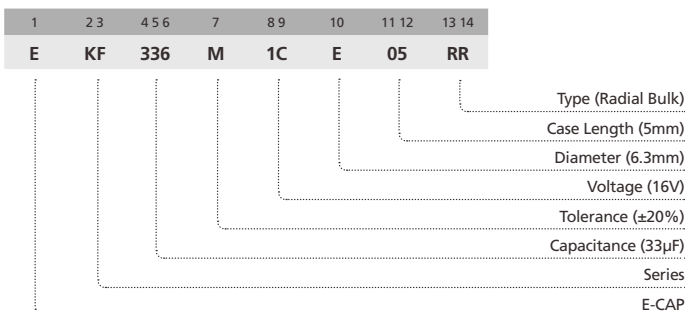 1 2 3 4 5 6 7 8 9 10 11 12 13 14
E KF 336 M 1C E 05 RR
Type (Radial Bulk)
Case Length (5mm)
Diameter (6.3mm)
Voltage (16V)
Tolerance (±20%)
Capacitance (33µF)
Series
E-CAP